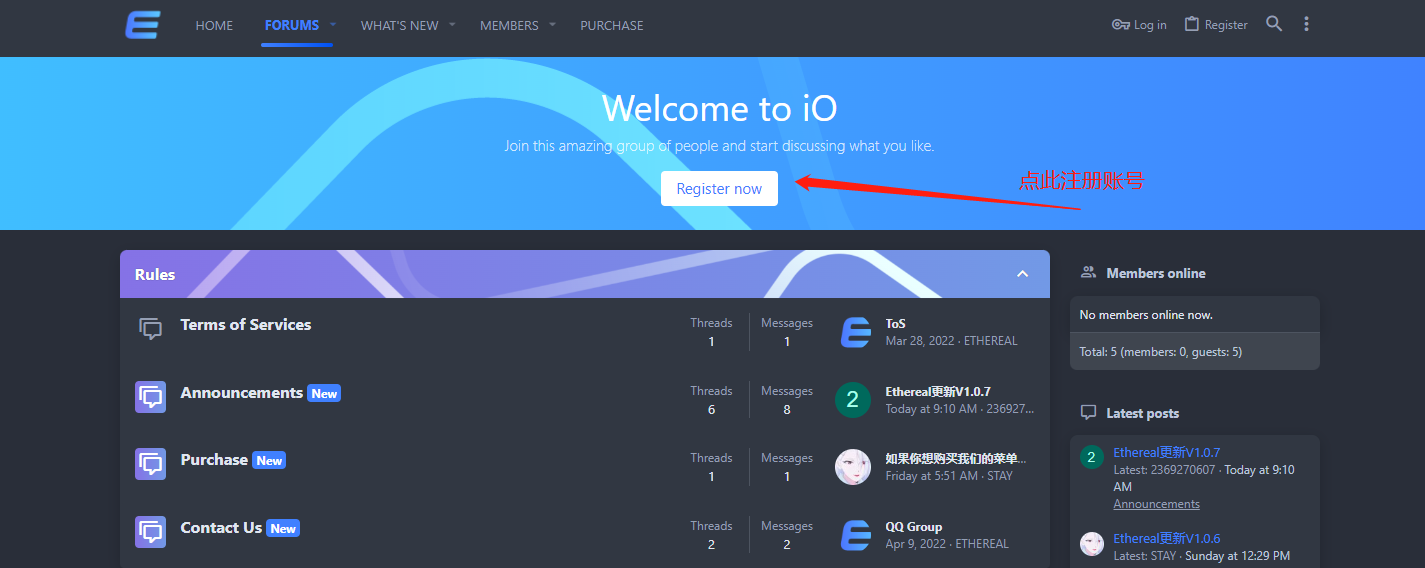 HOME
FORUMS
WHAT'S NEW
MEMBERS
PURCHASE
Log in
Register
Welcome to iO
Join this amazing group of people and start discussing what you like.
Register now
点此注册账号
Rules
Terms of Services
Threads
1
Messages
1
ToS
Mar 28, 2022 · ETHEREAL
Announcements New
Threads
6
Messages
8
2
Ethereal更新V1.0.7
Today at 9:10 AM · 236927...
Purchase New
Threads
1
Messages
1
如果你想购买我们的菜单...
Friday at 5:51 AM · STAY
Contact Us New
Threads
2
Messages
2
QQ Group
Apr 9, 2022 · ETHEREAL
Members online
No members online now.
Total: 5 (members: 0, guests: 5)
Latest posts
2
Ethereal更新V1.0.7
Latest: 2369270607 · Today at 9:10
AM
Announcements
Ethereal更新V1.0.6
Latest: STAY · Sunday at 12:29 PM